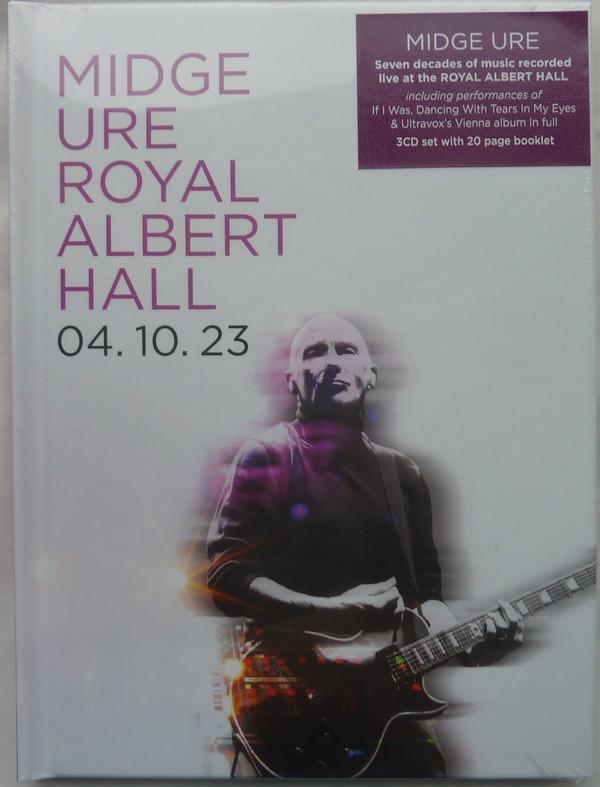 MIDGE
URE
ROYAL
ALBERT
HALL
04. 10. 23
MIDGE URE
Seven decades of music recorded
live at the ROYAL ALBERT HALL
including performances of
If I Was, Dancing With Tears In My Eyes
& Ultravox's Vienna album In full
3CD set with 20 page booklet